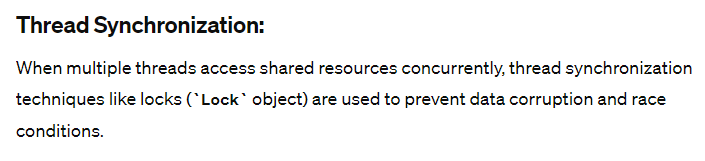 Thread Synchronization:
When multiple threads access shared resources concurrently, thread synchronization
techniques like locks (`Lock` object) are used to prevent data corruption and race
conditions.